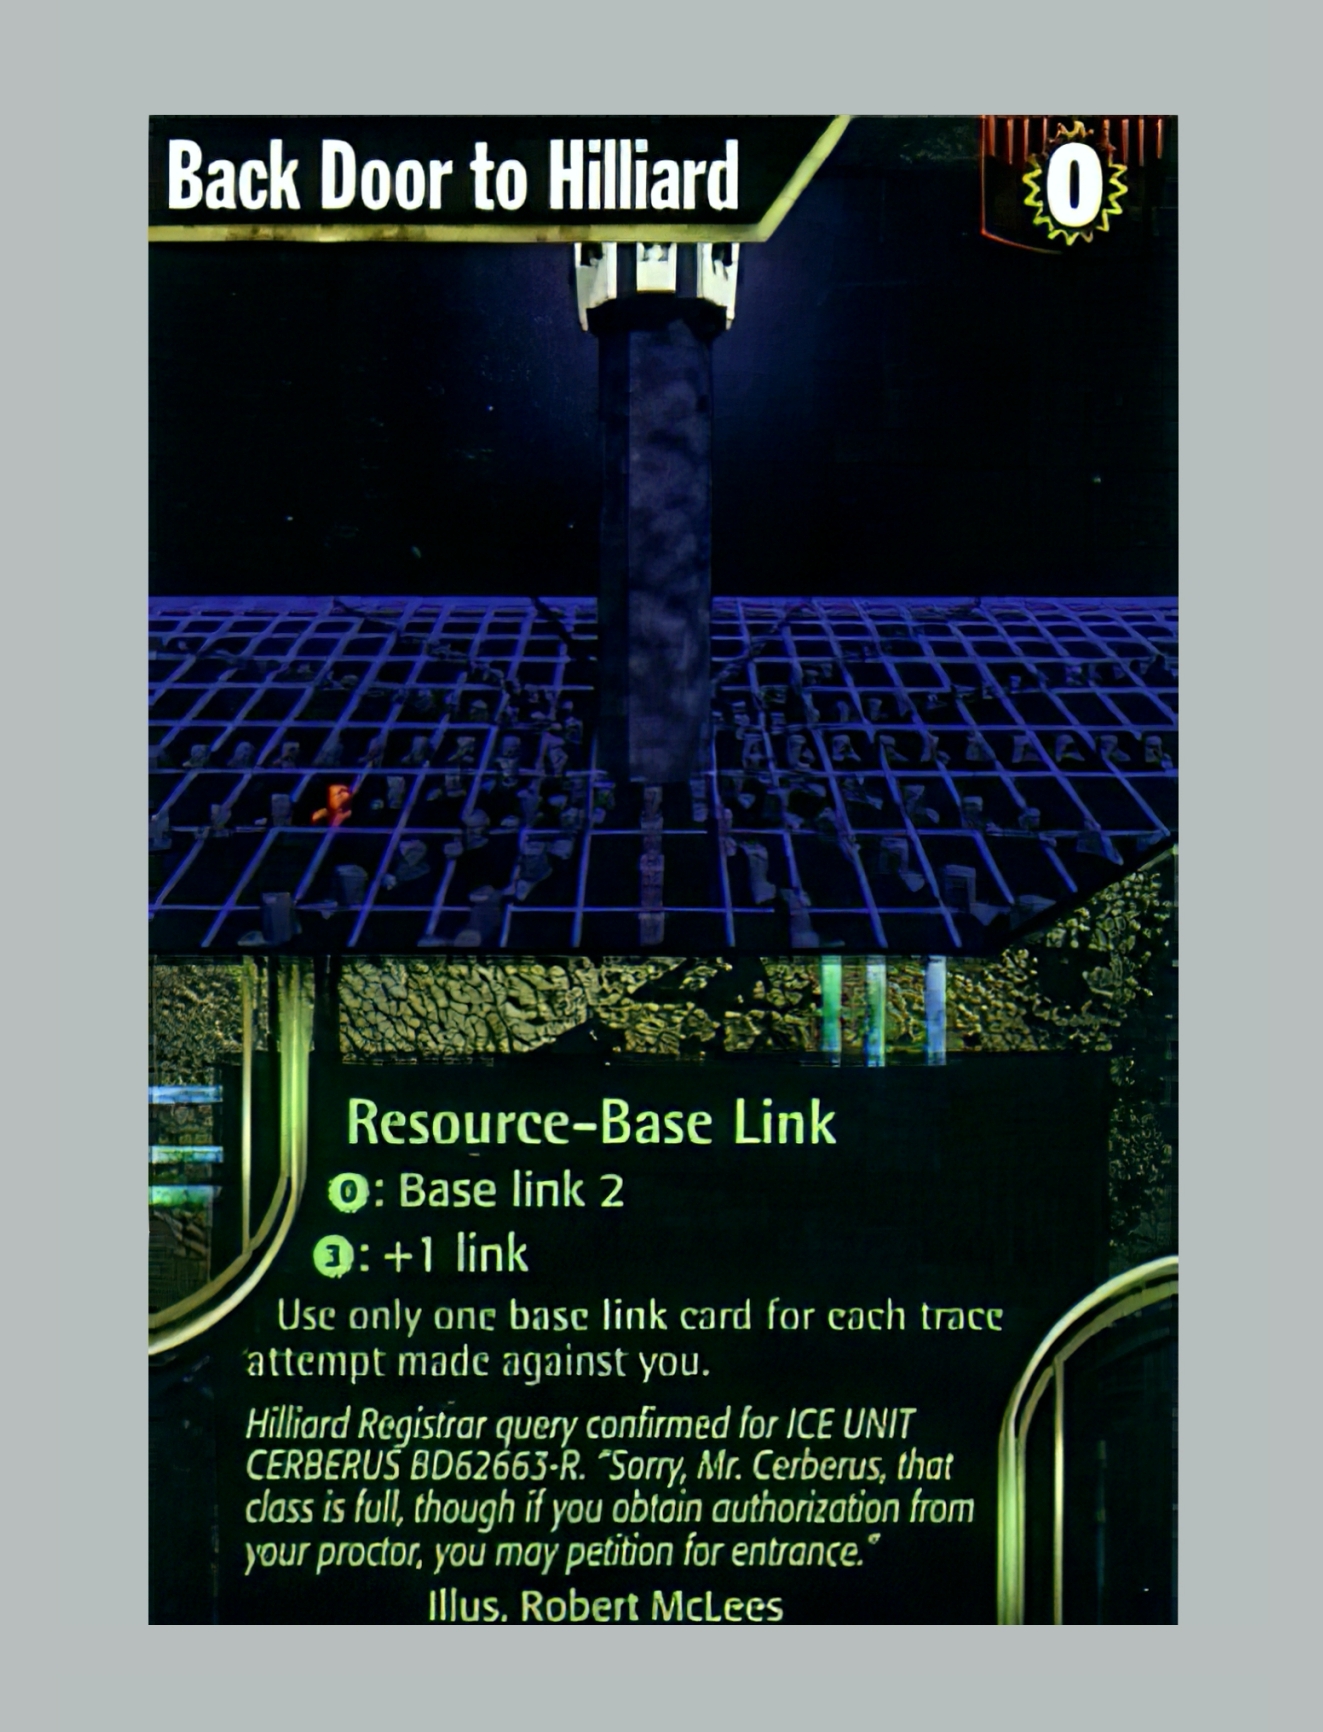 Back Door to Hilliard
0
Resource-Base Link
0: Base link 2
3: +1 link
Use only one base link card for each trace
attempt made against you.
Hilliard Registrar query confirmed for ICE UNIT
CERBERUS BD62663-R. "Sorry, Mr. Cerberus, that
class is full, though if you obtain authorization from
your proctor, you may petition for entrance."
Illus. Robert McLees